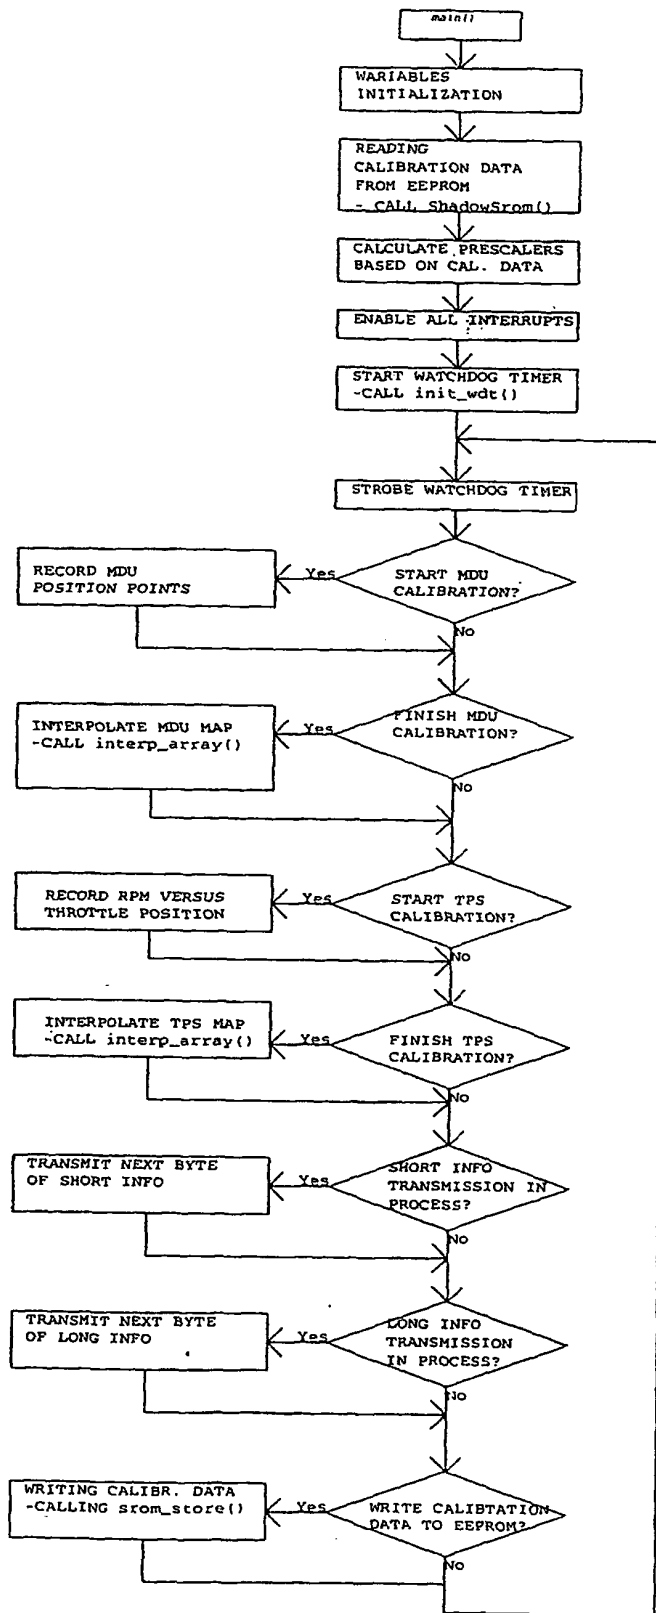 main()
WARIABLES
INITIALIZATION
READING
CALIBRATION DATA
FROM EEPROM
- CALL ShadowSrom()
CALCULATE PRESCALERS
BASED ON CAL. DATA
ENABLE ALL INTERRUPTS
START WATCHDOG TIMER
-CALL init_wdt()
STROBE WATCHDOG TIMER
START MDU
CALIBRATION?
Yes
RECORD MDU
POSITION POINTS
No
FINISH MDU
CALIBRATION?
Yes
INTERPOLATE MDU MAP
-CALL interp_array()
No
START TPS
CALIBRATION?
Yes
RECORD RPM VERSUS
THROTTLE POSITION
No
FINISH TPS
CALIBRATION?
Yes
INTERPOLATE TPS MAP
-CALL interp_array()
No
SHORT INFO
TRANSMISSION IN
PROCESS?
Yes
TRANSMIT NEXT BYTE
OF SHORT INFO
No
LONG INFO
TRANSMISSION
IN PROCESS?
Yes
TRANSMIT NEXT BYTE
OF LONG INFO
No
WRITE CALIBTATION
DATA TO EEPROM?
Yes
WRITING CALIBR. DATA
-CALLING srom_store()
No